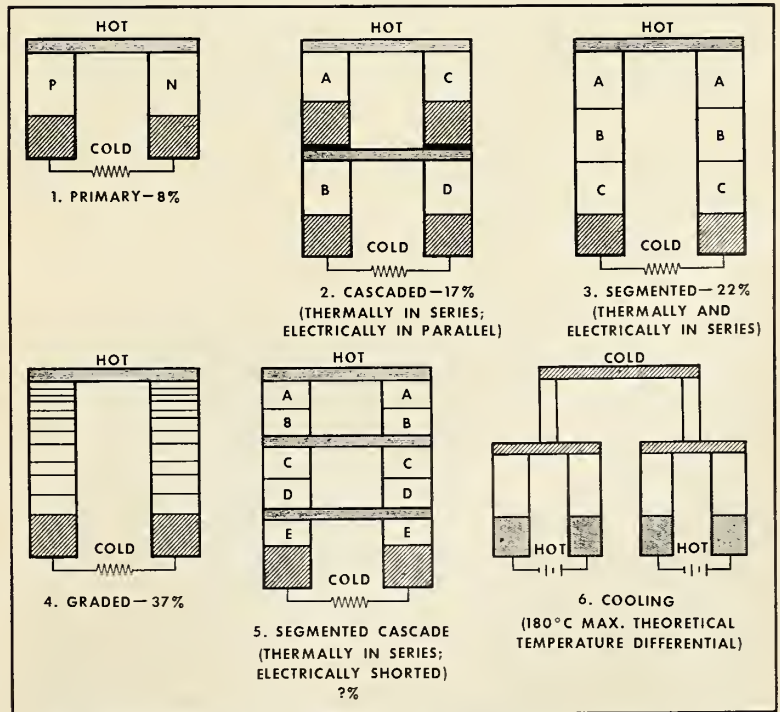 HOT
P
N
COLD
1. PRIMARY—8%
HOT
A
C
B
D
COLD
2. CASCADED—17%
(THERMALLY IN SERIES;
ELECTRICALLY IN PARALLEL)
HOT
A
A
B
B
C
C
COLD
3. SEGMENTED—22%
(THERMALLY AND
ELECTRICALLY IN SERIES)
HOT
COLD
4. GRADED—37%
HOT
A
A
B
B
C
C
D
D
E
E
COLD
5. SEGMENTED CASCADE
(THERMALLY IN SERIES;
ELECTRICALLY SHORTED)
?%
COLD
HOT
HOT
6. COOLING
(180°C MAX. THEORETICAL
TEMPERATURE DIFFERENTIAL)